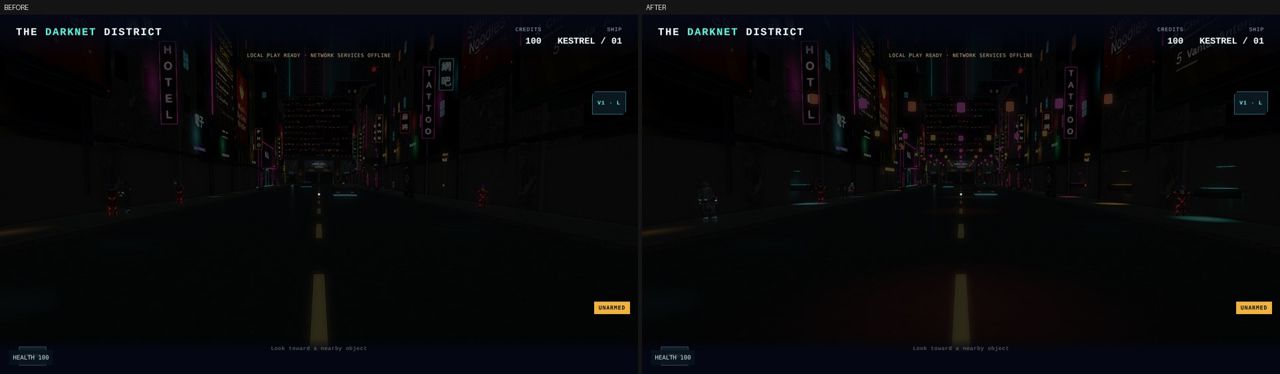 BEFORE
THE DARKNET DISTRICT
CREDITS
100
SHIP
KESTREL / 01
LOCAL PLAY READY · NETWORK SERVICES OFFLINE
HOTEL
TATTOO
Noodles
V1 · L
UNARMED
Look toward a nearby object
HEALTH 100
AFTER
THE DARKNET DISTRICT
CREDITS
100
SHIP
KESTREL / 01
LOCAL PLAY READY · NETWORK SERVICES OFFLINE
HOTEL
TATTOO
Noodles
V1 · L
UNARMED
Look toward a nearby object
HEALTH 100